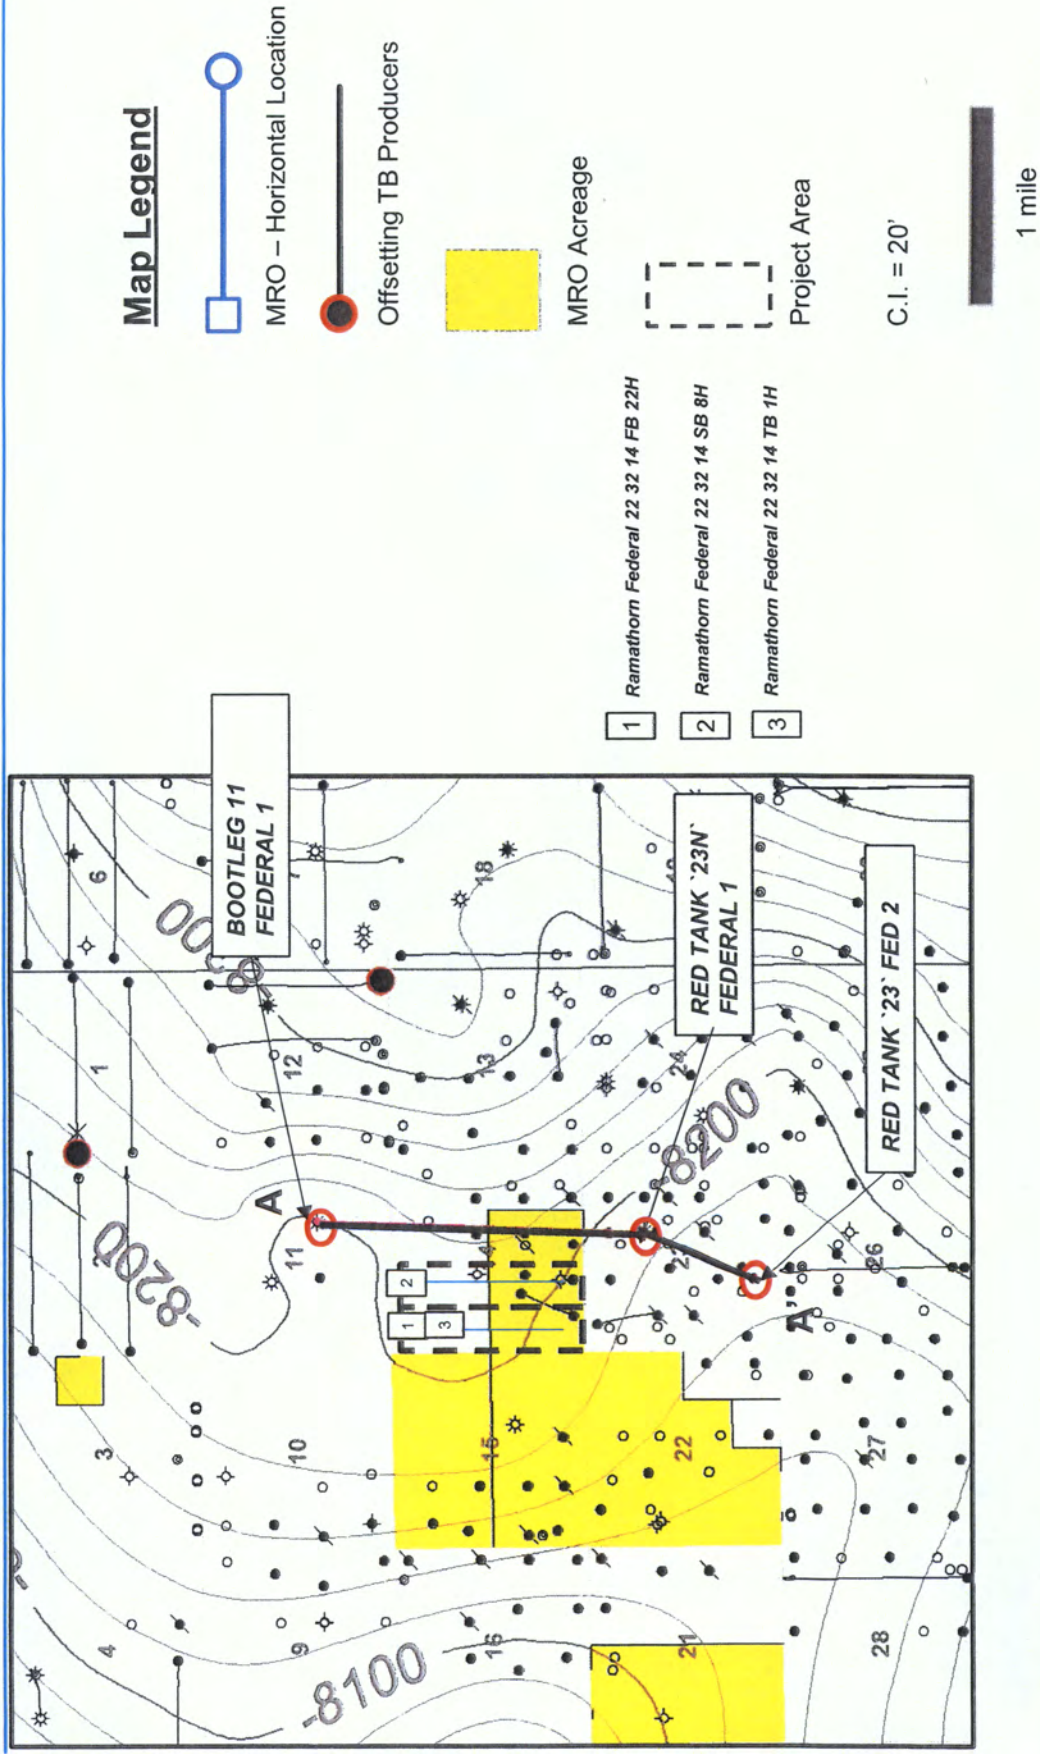 Map Legend
MRO – Horizontal Location
Offsetting TB Producers
MRO Acreage
Project Area
C.I. = 20'
1 mile
1 Ramathorn Federal 22 32 14 FB 22H
2 Ramathorn Federal 22 32 14 SB 8H
3 Ramathorn Federal 22 32 14 TB 1H
BOOTLEG 11
FEDERAL 1
RED TANK `23N`
FEDERAL 1
RED TANK `23` FED 2
4
3
1
6
9
10
11
12
16
15
13
18
21
22
24
28
27
26
-8100
-8200
-8200
A
A'
1
2
3